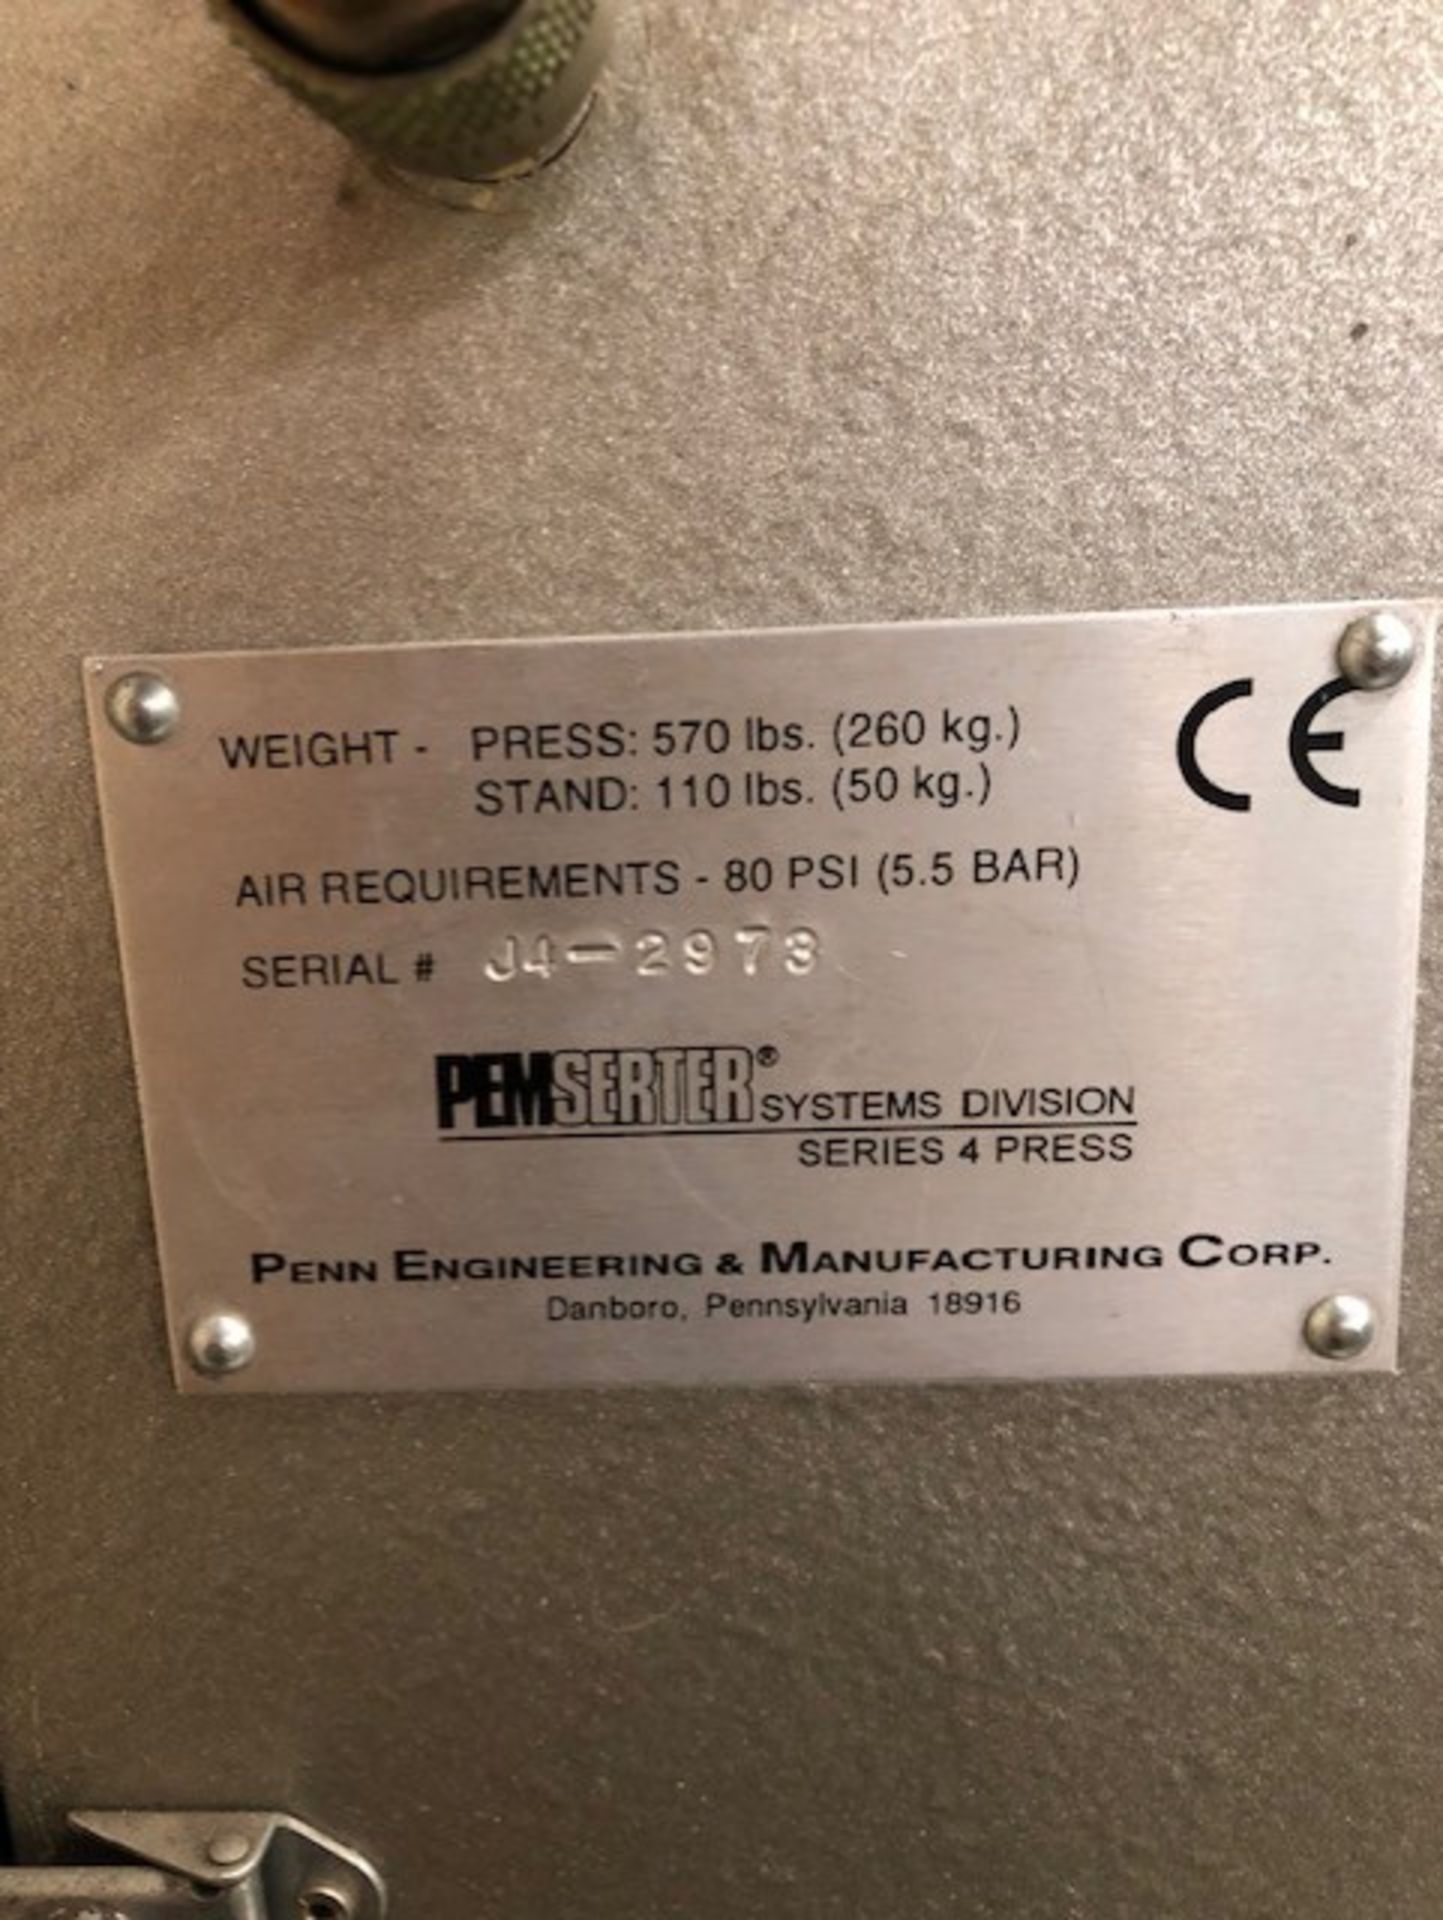 WEIGHT - PRESS: 570 lbs. (260 kg.)
STAND: 110 lbs. (50 kg.)
CE
AIR REQUIREMENTS - 80 PSI (5.5 BAR)
SERIAL # J4-2973
PEMSERTER® SYSTEMS DIVISION
SERIES 4 PRESS
PENN ENGINEERING & MANUFACTURING CORP.
Danboro, Pennsylvania 18916